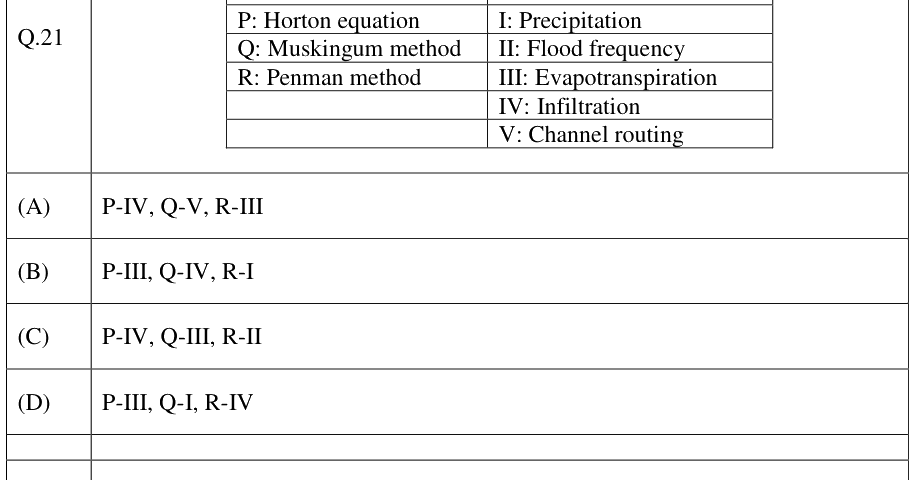 Q.21
P: Horton equation I: Precipitation
Q: Muskingum method II: Flood frequency
R: Penman method III: Evapotranspiration
IV: Infiltration
V: Channel routing
(A) P-IV, Q-V, R-III
(B) P-III, Q-IV, R-I
(C) P-IV, Q-III, R-II
(D) P-III, Q-I, R-IV